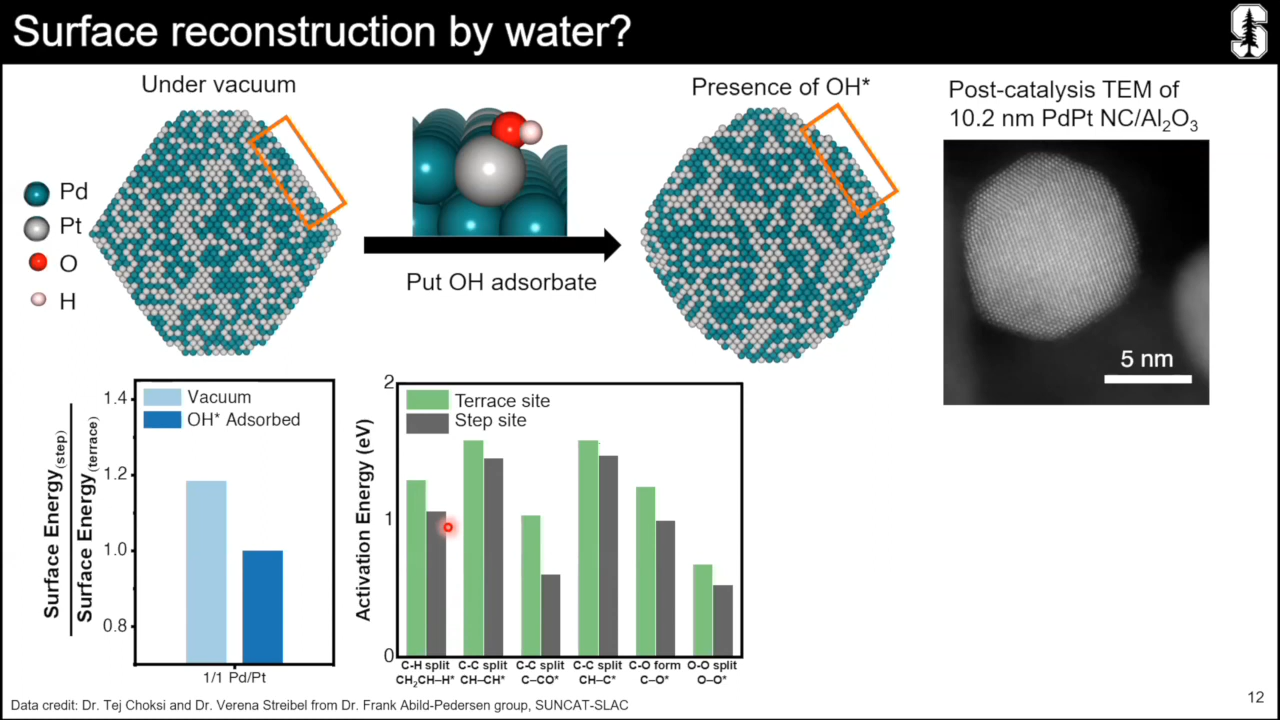 Surface reconstruction by water?
S
Under vacuum
Pd
Pt
O
H
Put OH adsorbate
Presence of OH*
Post-catalysis TEM of
10.2 nm PdPt NC/Al₂O₃
5 nm
Surface Energy(step)
Surface Energy(terrace)
1.4
1.2
1.0
0.8
Vacuum
OH* Adsorbed
1/1 Pd/Pt
Activation Energy (eV)
2
1
0
Terrace site
Step site
C-H split
CH₂CH–H*
C-C split
CH–CH*
C-C split
C–CO*
C-C split
CH–C*
C-O form
C–O*
O-O split
O–O*
Data credit: Dr. Tej Choksi and Dr. Verena Streibel from Dr. Frank Abild-Pedersen group, SUNCAT-SLAC
12